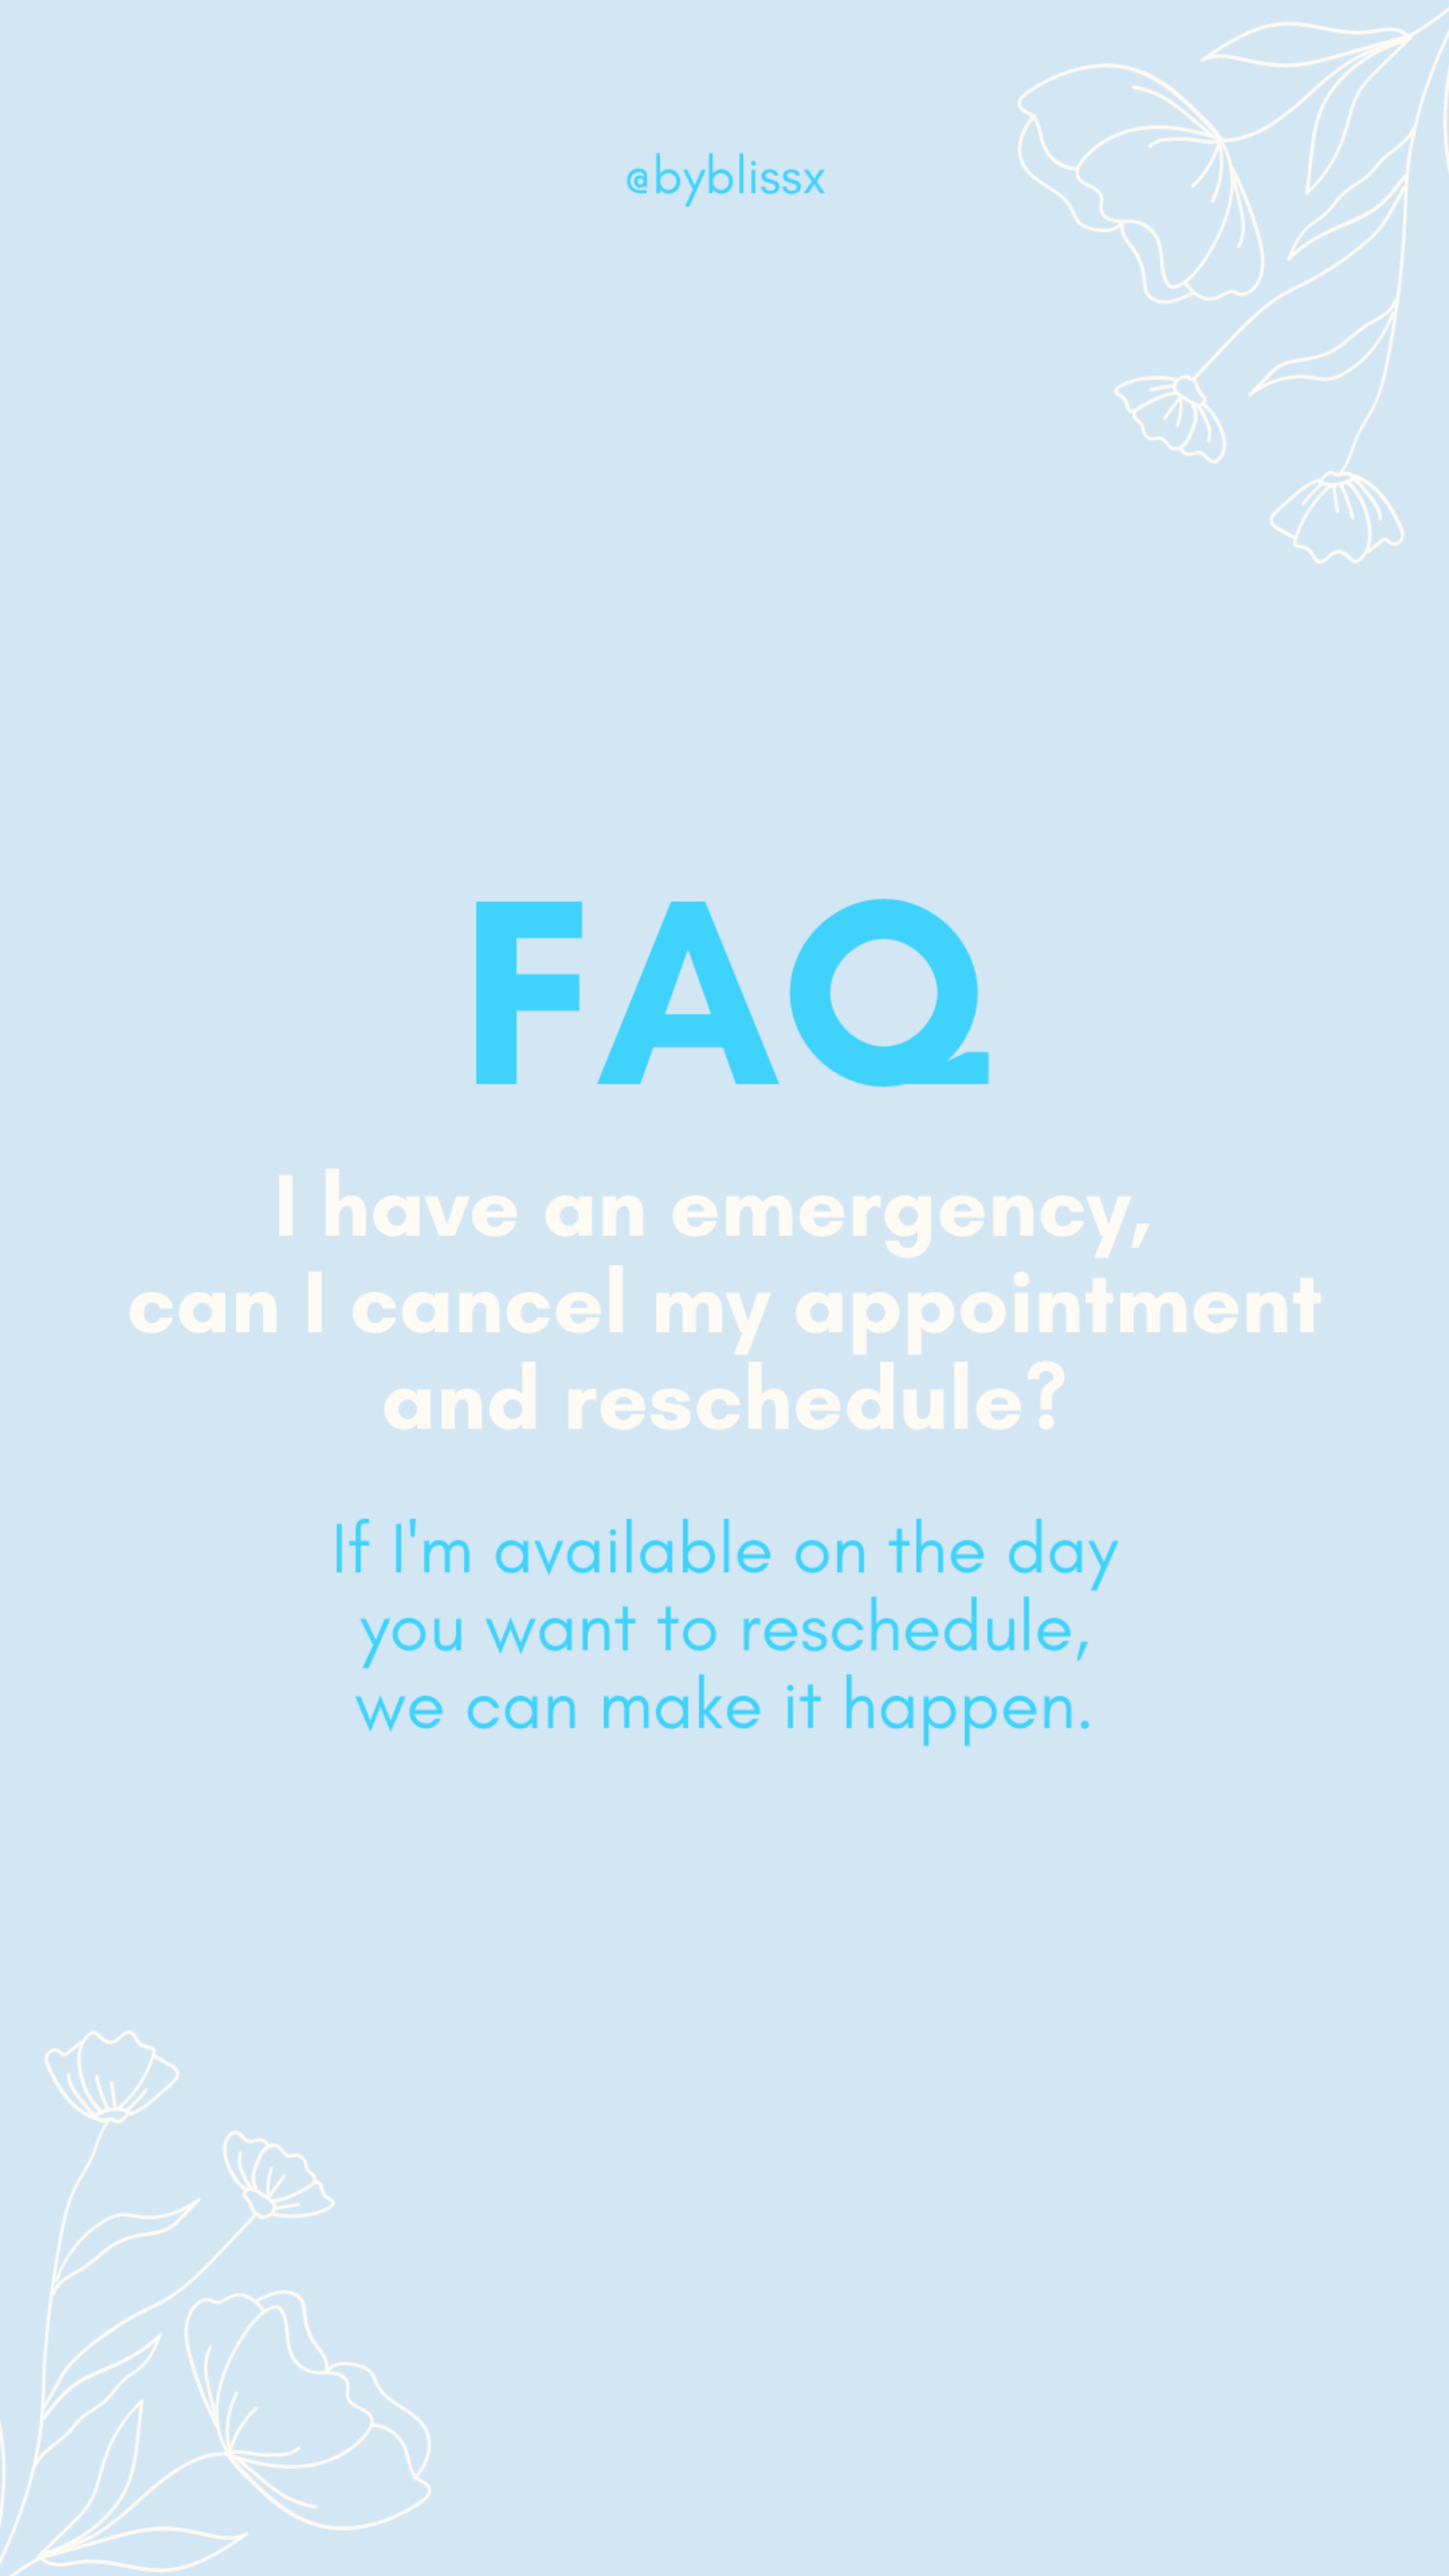 @byblissx
FAQ
I have an emergency,
can I cancel my appointment
and reschedule?
If I'm available on the day
you want to reschedule,
we can make it happen.